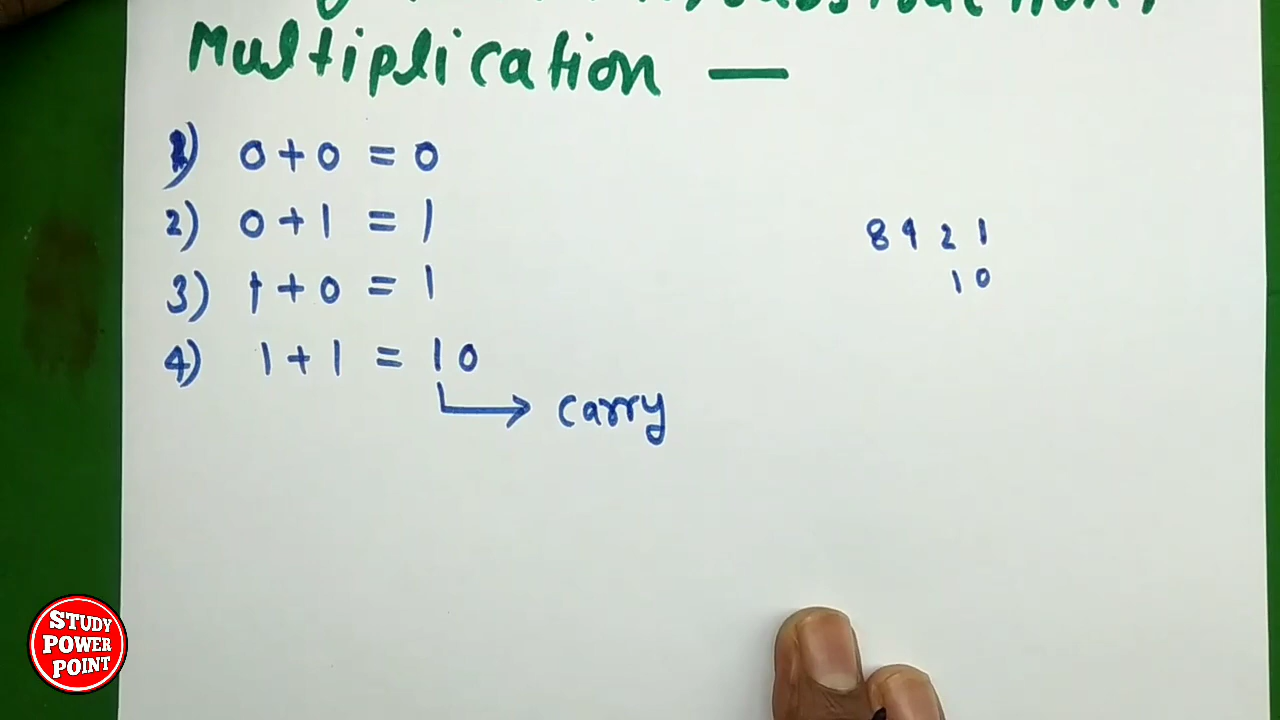 Multiplication —
1) 0 + 0 = 0
2) 0 + 1 = 1
3) 1 + 0 = 1
4) 1 + 1 = 10
carry
8 4 2 1
1 0
STUDY
POWER
POINT